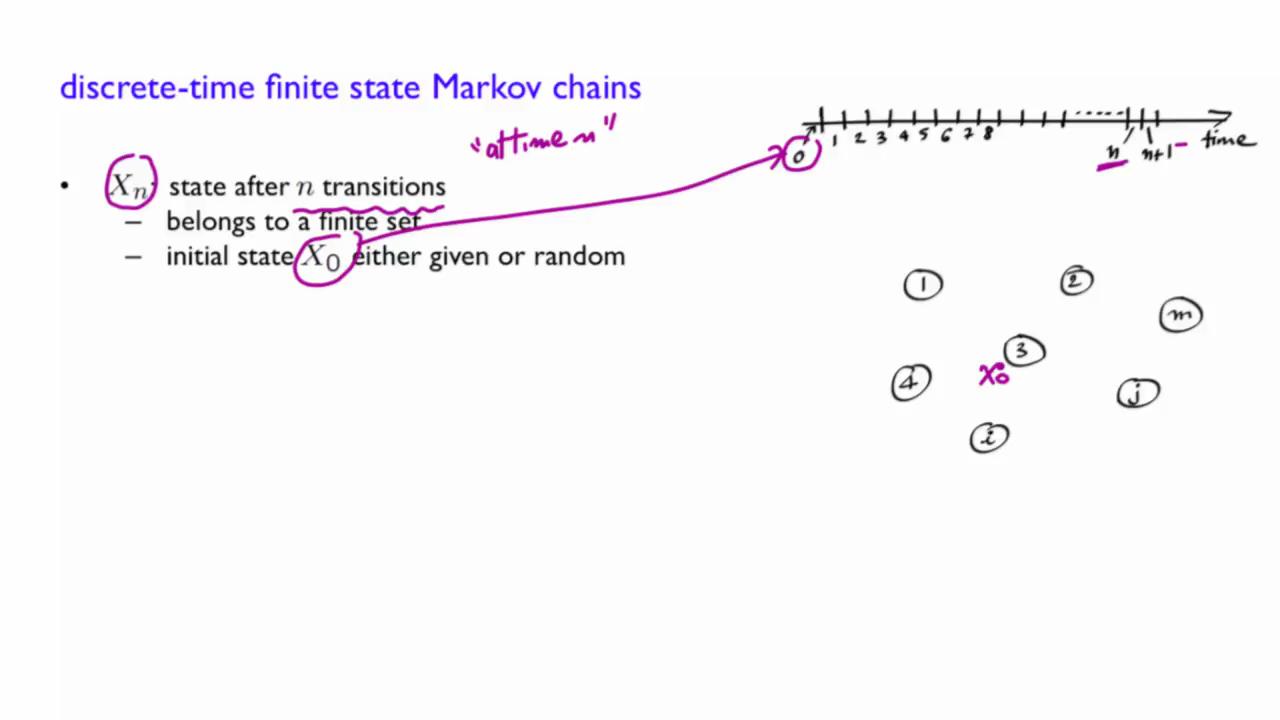 discrete-time finite state Markov chains
"at time n"
• Xn: state after n transitions
– belongs to a finite set
– initial state X0 either given or random
0 1 2 3 4 5 6 7 8 ...... n n+1 time
1 2
m
3
X0
4
j
i